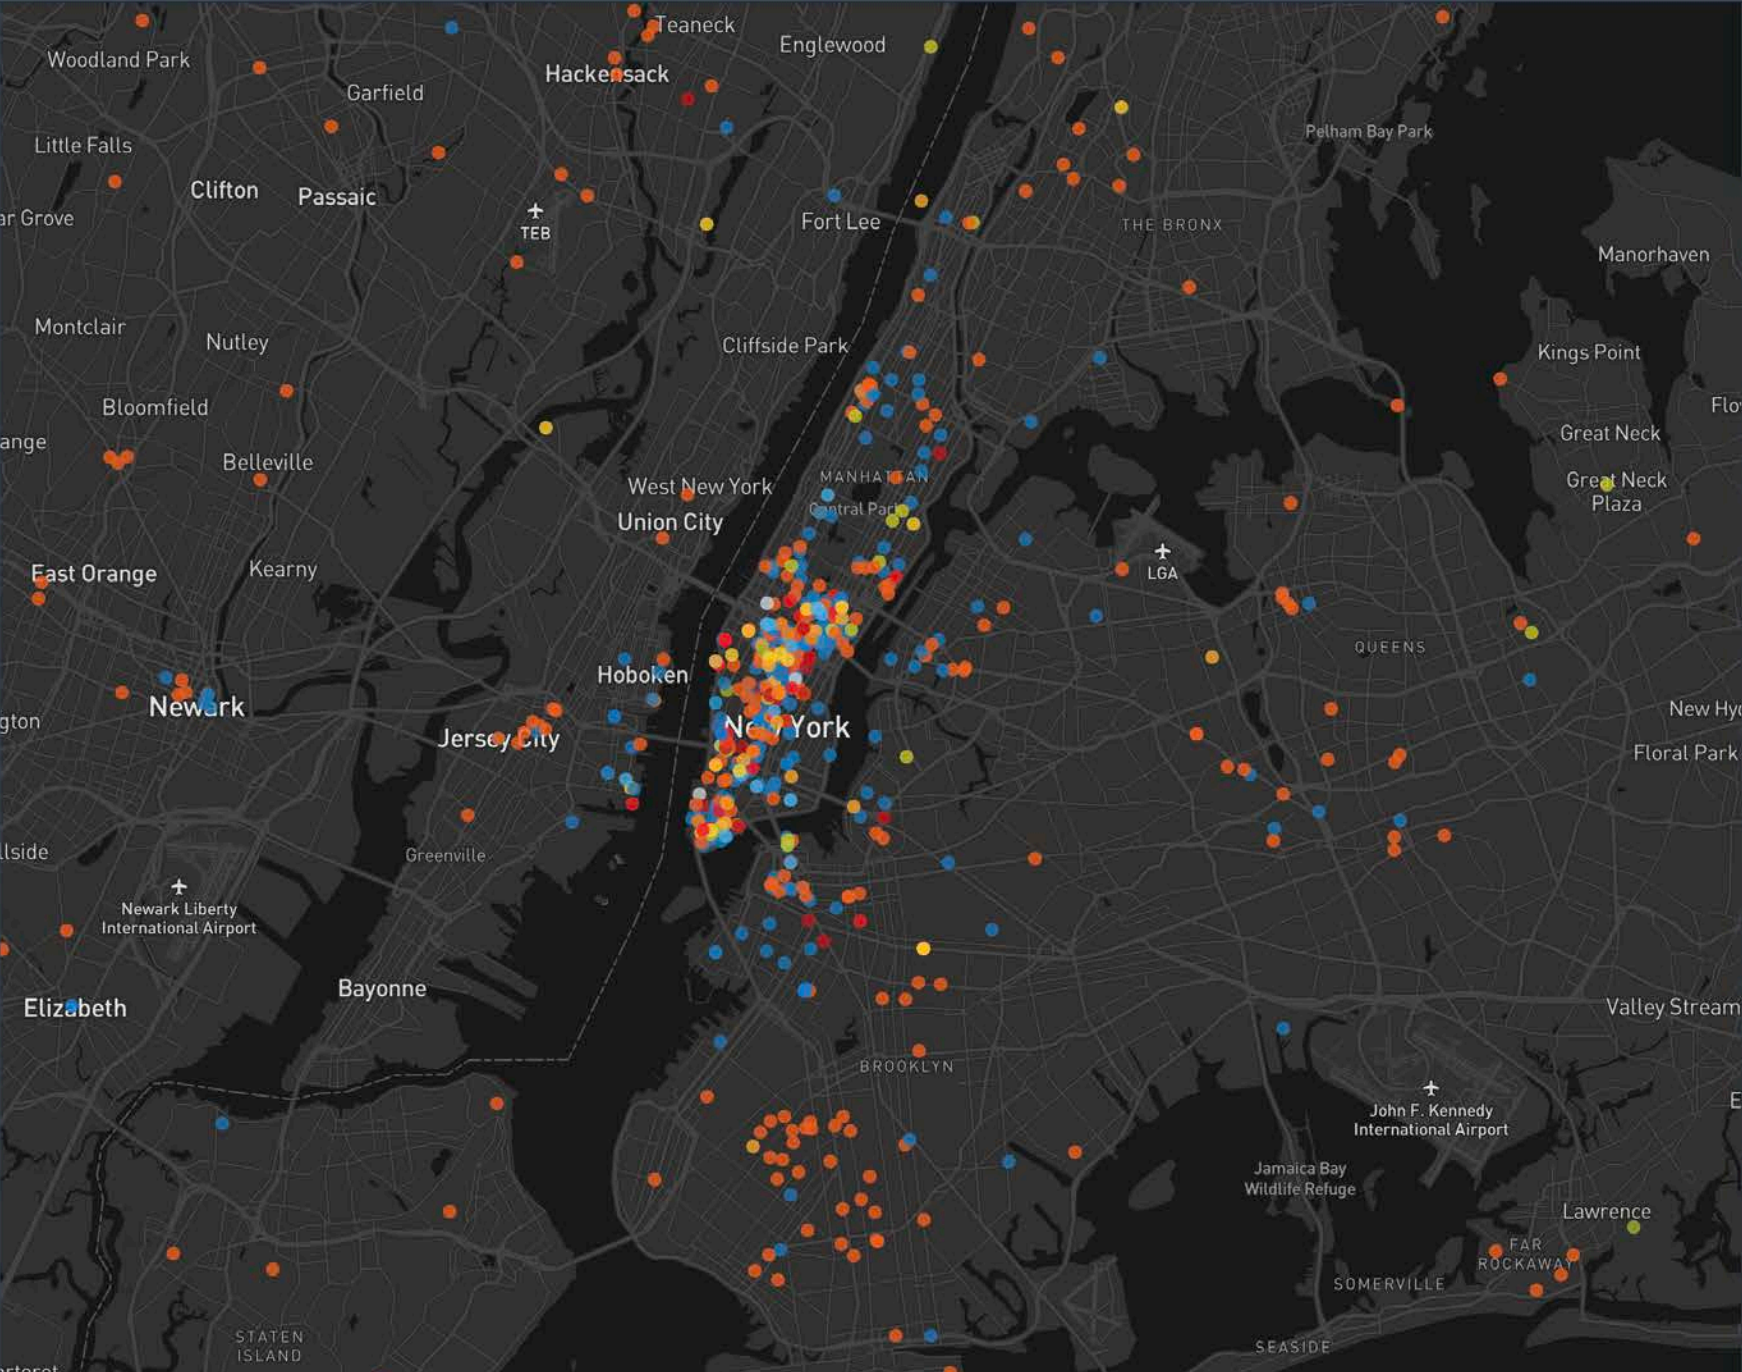 Teaneck
Englewood
Woodland Park
Hackensack
Garfield
Pelham Bay Park
Little Falls
Clifton
Passaic
ar Grove
TEB
Fort Lee
THE BRONX
Manorhaven
Montclair
Nutley
Cliffside Park
Kings Point
Bloomfield
Flo
ange
Great Neck
Belleville
MANHATTAN
West New York
Great Neck
Plaza
Central Park
Union City
East Orange
Kearny
LGA
QUEENS
Hoboken
Newark
New Hy
gton
New York
Jersey City
Floral Park
llside
Greenville
Newark Liberty
International Airport
Bayonne
Elizabeth
Valley Stream
BROOKLYN
E
John F. Kennedy
International Airport
Jamaica Bay
Wildlife Refuge
Lawrence
FAR
ROCKAWAY
SOMERVILLE
STATEN
ISLAND
SEASIDE